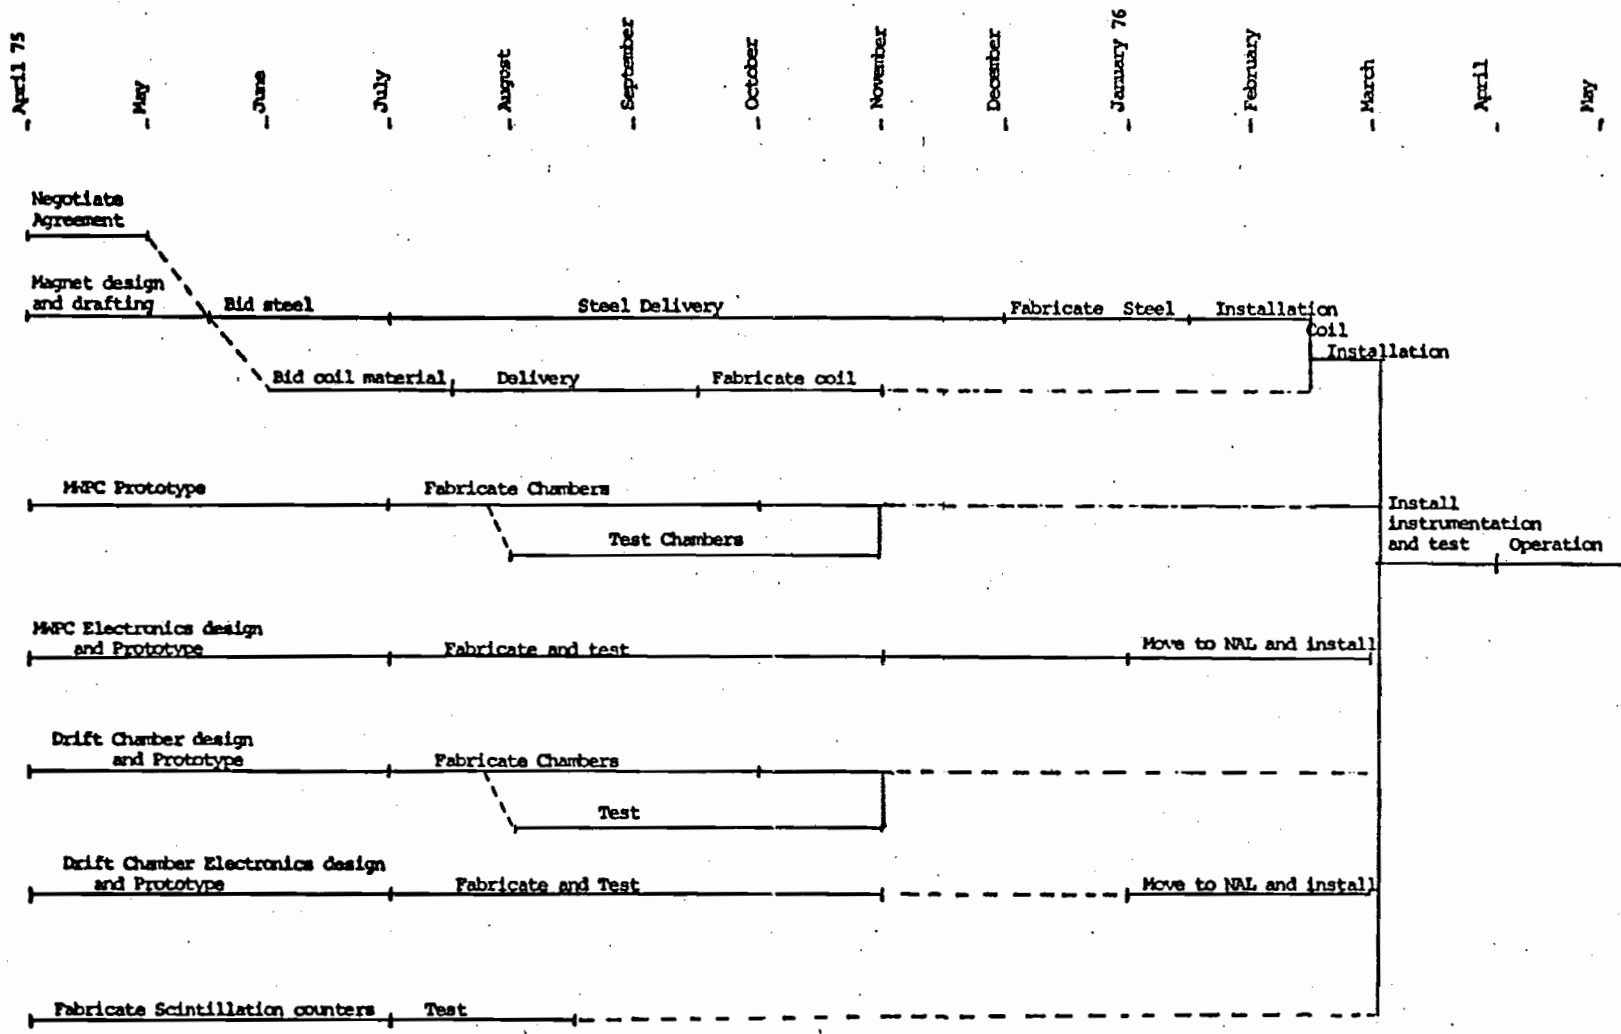 April 75
May
June
July
August
September
October
November
December
January 76
February
March
April
May
Negotiate
Agreement
Magnet design
and drafting
Bid steel
Steel Delivery
Fabricate Steel
Installation
Coil
Installation
Bid coil material
Delivery
Fabricate coil
MWPC Prototype
Fabricate Chambers
Test Chambers
Install
instrumentation
and test
Operation
MWPC Electronics design
and Prototype
Fabricate and test
Move to NAL and install
Drift Chamber design
and Prototype
Fabricate Chambers
Test
Drift Chamber Electronics design
and Prototype
Fabricate and Test
Move to NAL and install
Fabricate Scintillation counters
Test